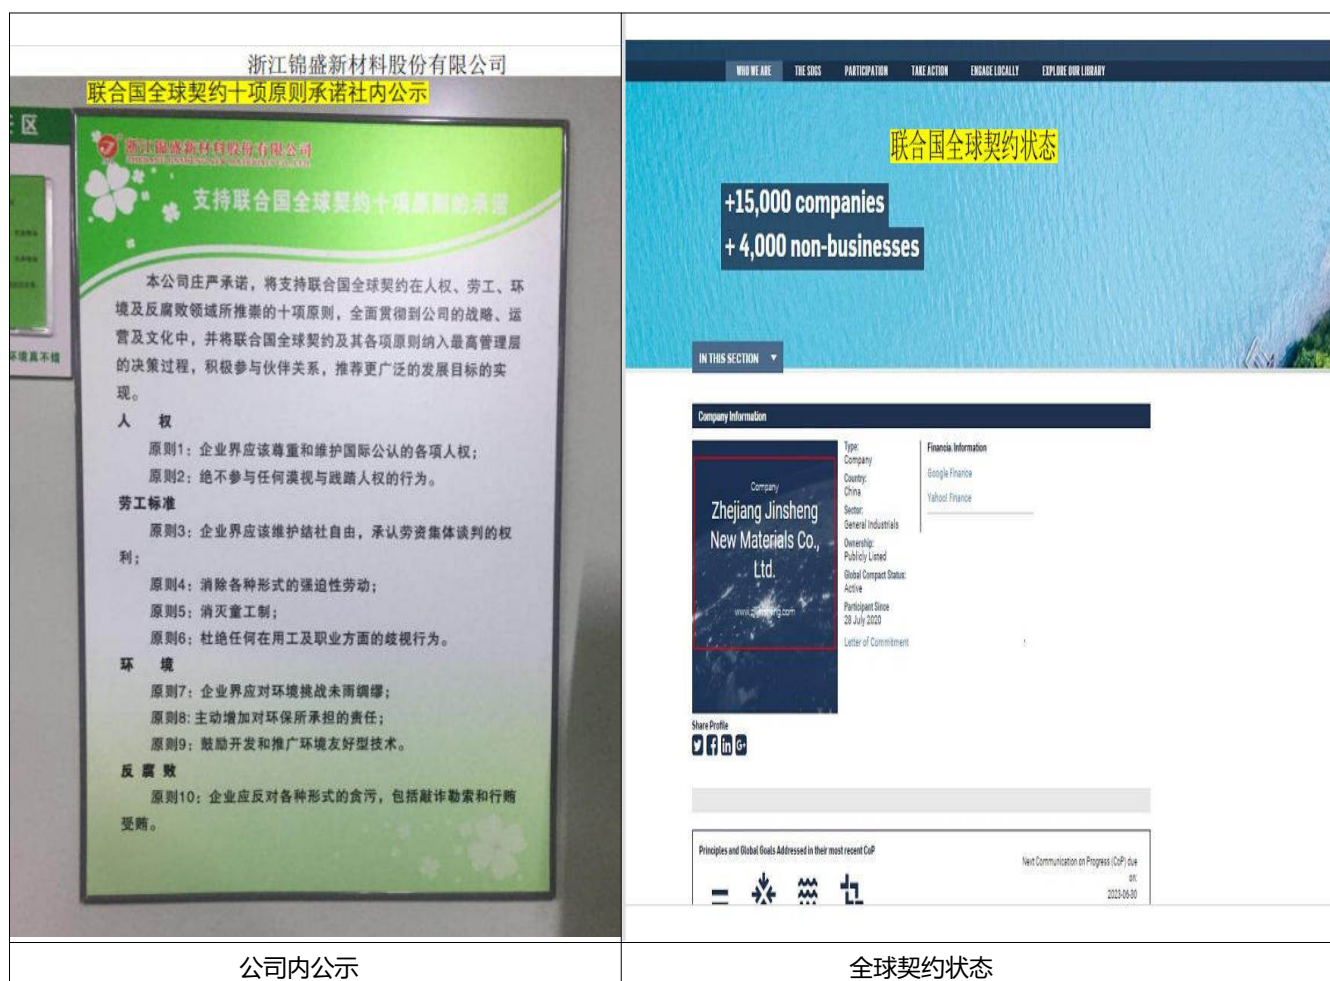 浙江锦盛新材料股份有限公司
联合国全球契约十项原则承诺社内公示
区
浙江锦盛新材料股份有限公司
支持联合国全球契约十项原则的承诺
本公司庄严承诺，将支持联合国全球契约在人权、劳工、环
境及反腐败领域所推崇的十项原则，全面贯彻到公司的战略、运
营及文化中，并将联合国全球契约及其各项原则纳入最高管理层
的决策过程，积极参与伙伴关系，推荐更广泛的发展目标的实
现。
人 权
原则1：企业界应该尊重和维护国际公认的各项人权；
原则2：绝不参与任何漠视与践踏人权的行为。
劳工标准
原则3：企业界应该维护结社自由，承认劳资集体谈判的权
利；
原则4：消除各种形式的强迫性劳动；
原则5：消灭童工制；
原则6：杜绝任何在用工及职业方面的歧视行为。
环 境
原则7：企业界应对环境挑战未雨绸缪；
原则8：主动增加对环保所承担的责任；
原则9：鼓励开发和推广环境友好型技术。
反 腐 败
原则10：企业应反对各种形式的贪污，包括敲诈勒索和行贿
受贿。
环境真不错
公司内公示
WHO WE ARE THE SDGS PARTICIPATION TAKE ACTION ENGAGE LOCALLY EXPLORE OUR LIBRARY
联合国全球契约状态
+15,000 companies
+ 4,000 non-businesses
IN THIS SECTION
Company Information
Company
Zhejiang Jinsheng
New Materials Co.,
Ltd.
Type:
Company
Country:
China
Sector:
General Industrials
Ownership:
Publicly Listed
Global Compact Status:
Active
Participant Since
28 July 2020
Letter of Commitment
Financia. Information
Google Finance
Yahoo! Finance
Share Profile
Principles and Global Goals Addressed in their most recent CoP
Next Communication on Progress (CoP) due
on:
2023-06-30
全球契约状态